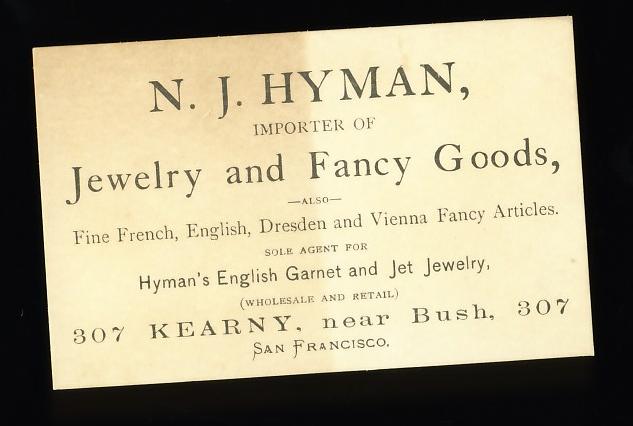 N. J. HYMAN,
IMPORTER OF
Jewelry and Fancy Goods,
—ALSO—
Fine French, English, Dresden and Vienna Fancy Articles.
SOLE AGENT FOR
Hyman's English Garnet and Jet Jewelry,
(WHOLESALE AND RETAIL)
307 KEARNY, near Bush, 307
SAN FRANCISCO.